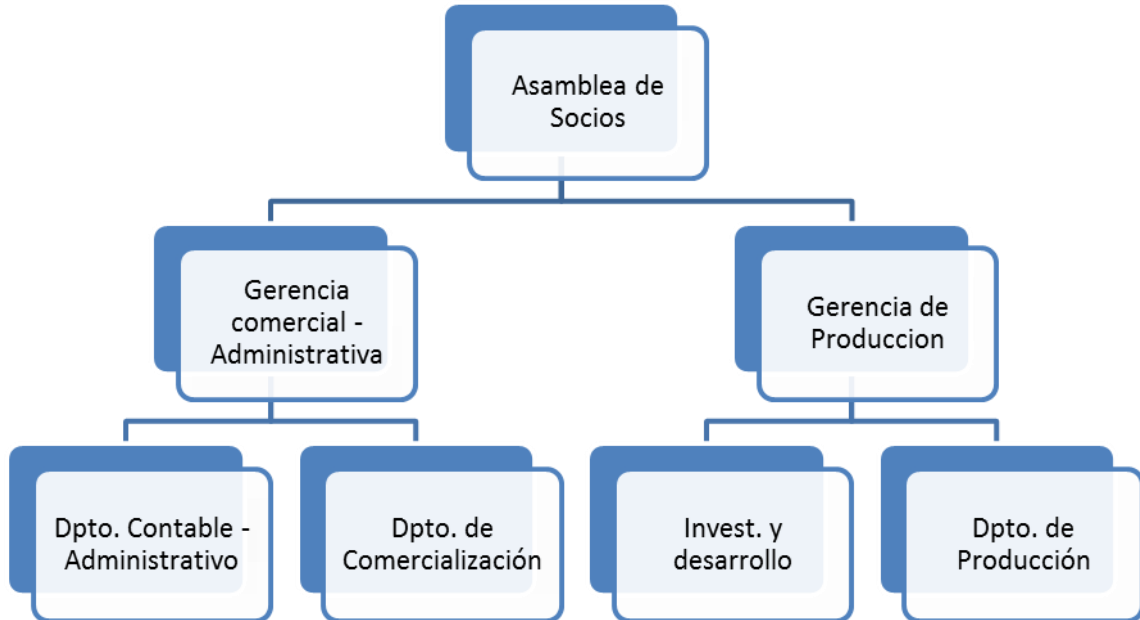 Asamblea de
Socios
Gerencia
comercial -
Administrativa
Gerencia de
Produccion
Dpto. Contable -
Administrativo
Dpto. de
Comercialización
Invest. y
desarrollo
Dpto. de
Producción